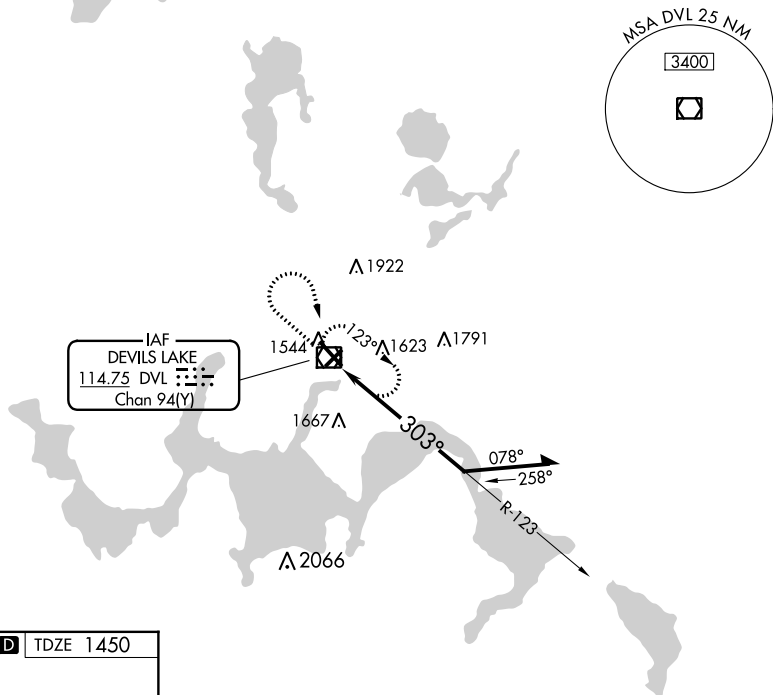 MSA DVL 25 NM
3400
1922
IAF
DEVILS LAKE
114.75 DVL
Chan 94(Y)
1544
123°
1623
1791
1667
303°
078°
258°
R-123
2066
D TDZE 1450